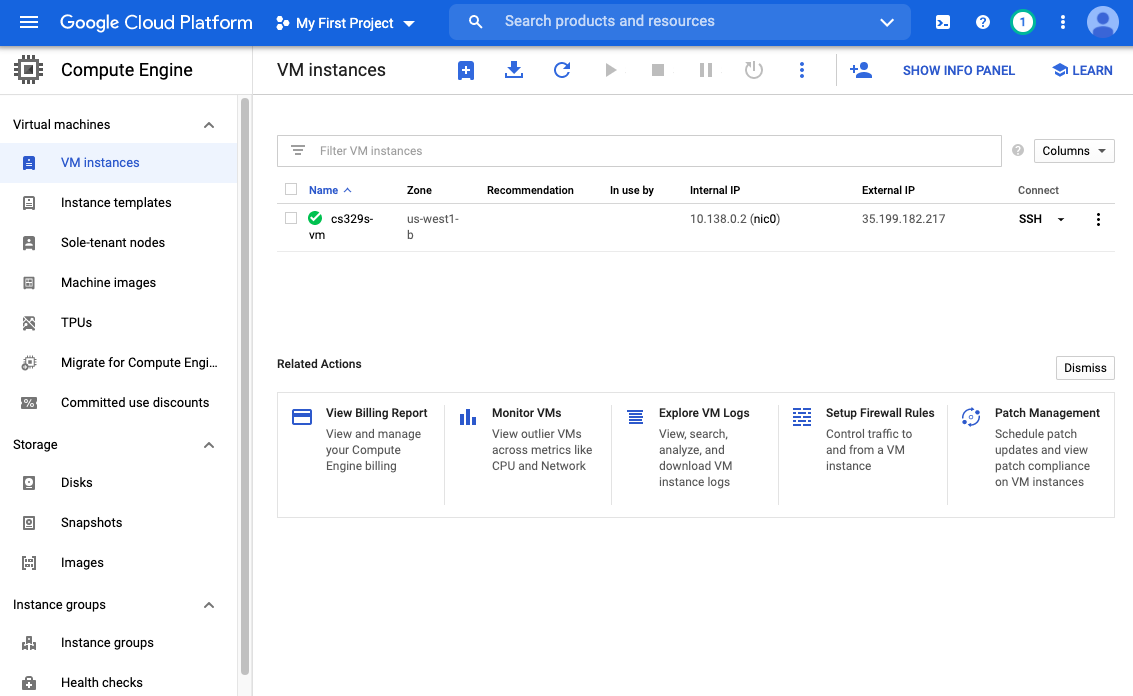 Google Cloud Platform
My First Project
Search products and resources
1
Compute Engine
VM instances
SHOW INFO PANEL
LEARN
Virtual machines
VM instances
Instance templates
Sole-tenant nodes
Machine images
TPUs
Migrate for Compute Engi...
Committed use discounts
Storage
Disks
Snapshots
Images
Instance groups
Instance groups
Health checks
Filter VM instances
Columns
Name Zone Recommendation In use by Internal IP External IP Connect
cs329s- us-west1- 10.138.0.2 (nic0) 35.199.182.217 SSH
vm b
Related Actions
Dismiss
View Billing Report
View and manage
your Compute
Engine billing
Monitor VMs
View outlier VMs
across metrics like
CPU and Network
Explore VM Logs
View, search,
analyze, and
download VM
instance logs
Setup Firewall Rules
Control traffic to
and from a VM
instance
Patch Management
Schedule patch
updates and view
patch compliance
on VM instances